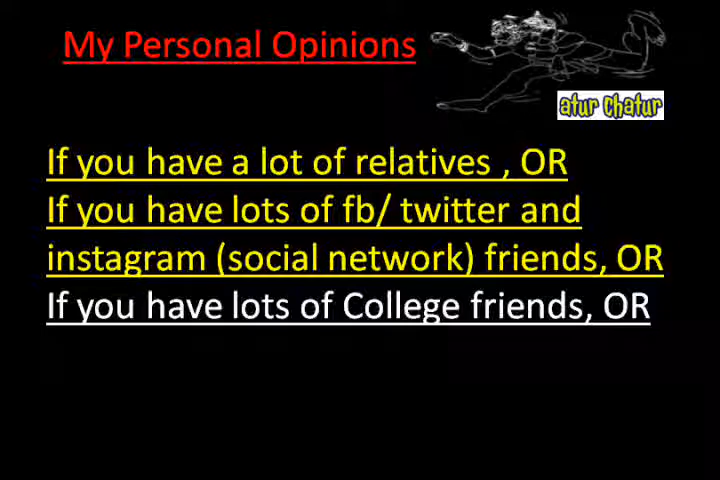 My Personal Opinions
atur chatur
If you have a lot of relatives , OR
If you have lots of fb/ twitter and
instagram (social network) friends, OR
If you have lots of College friends, OR